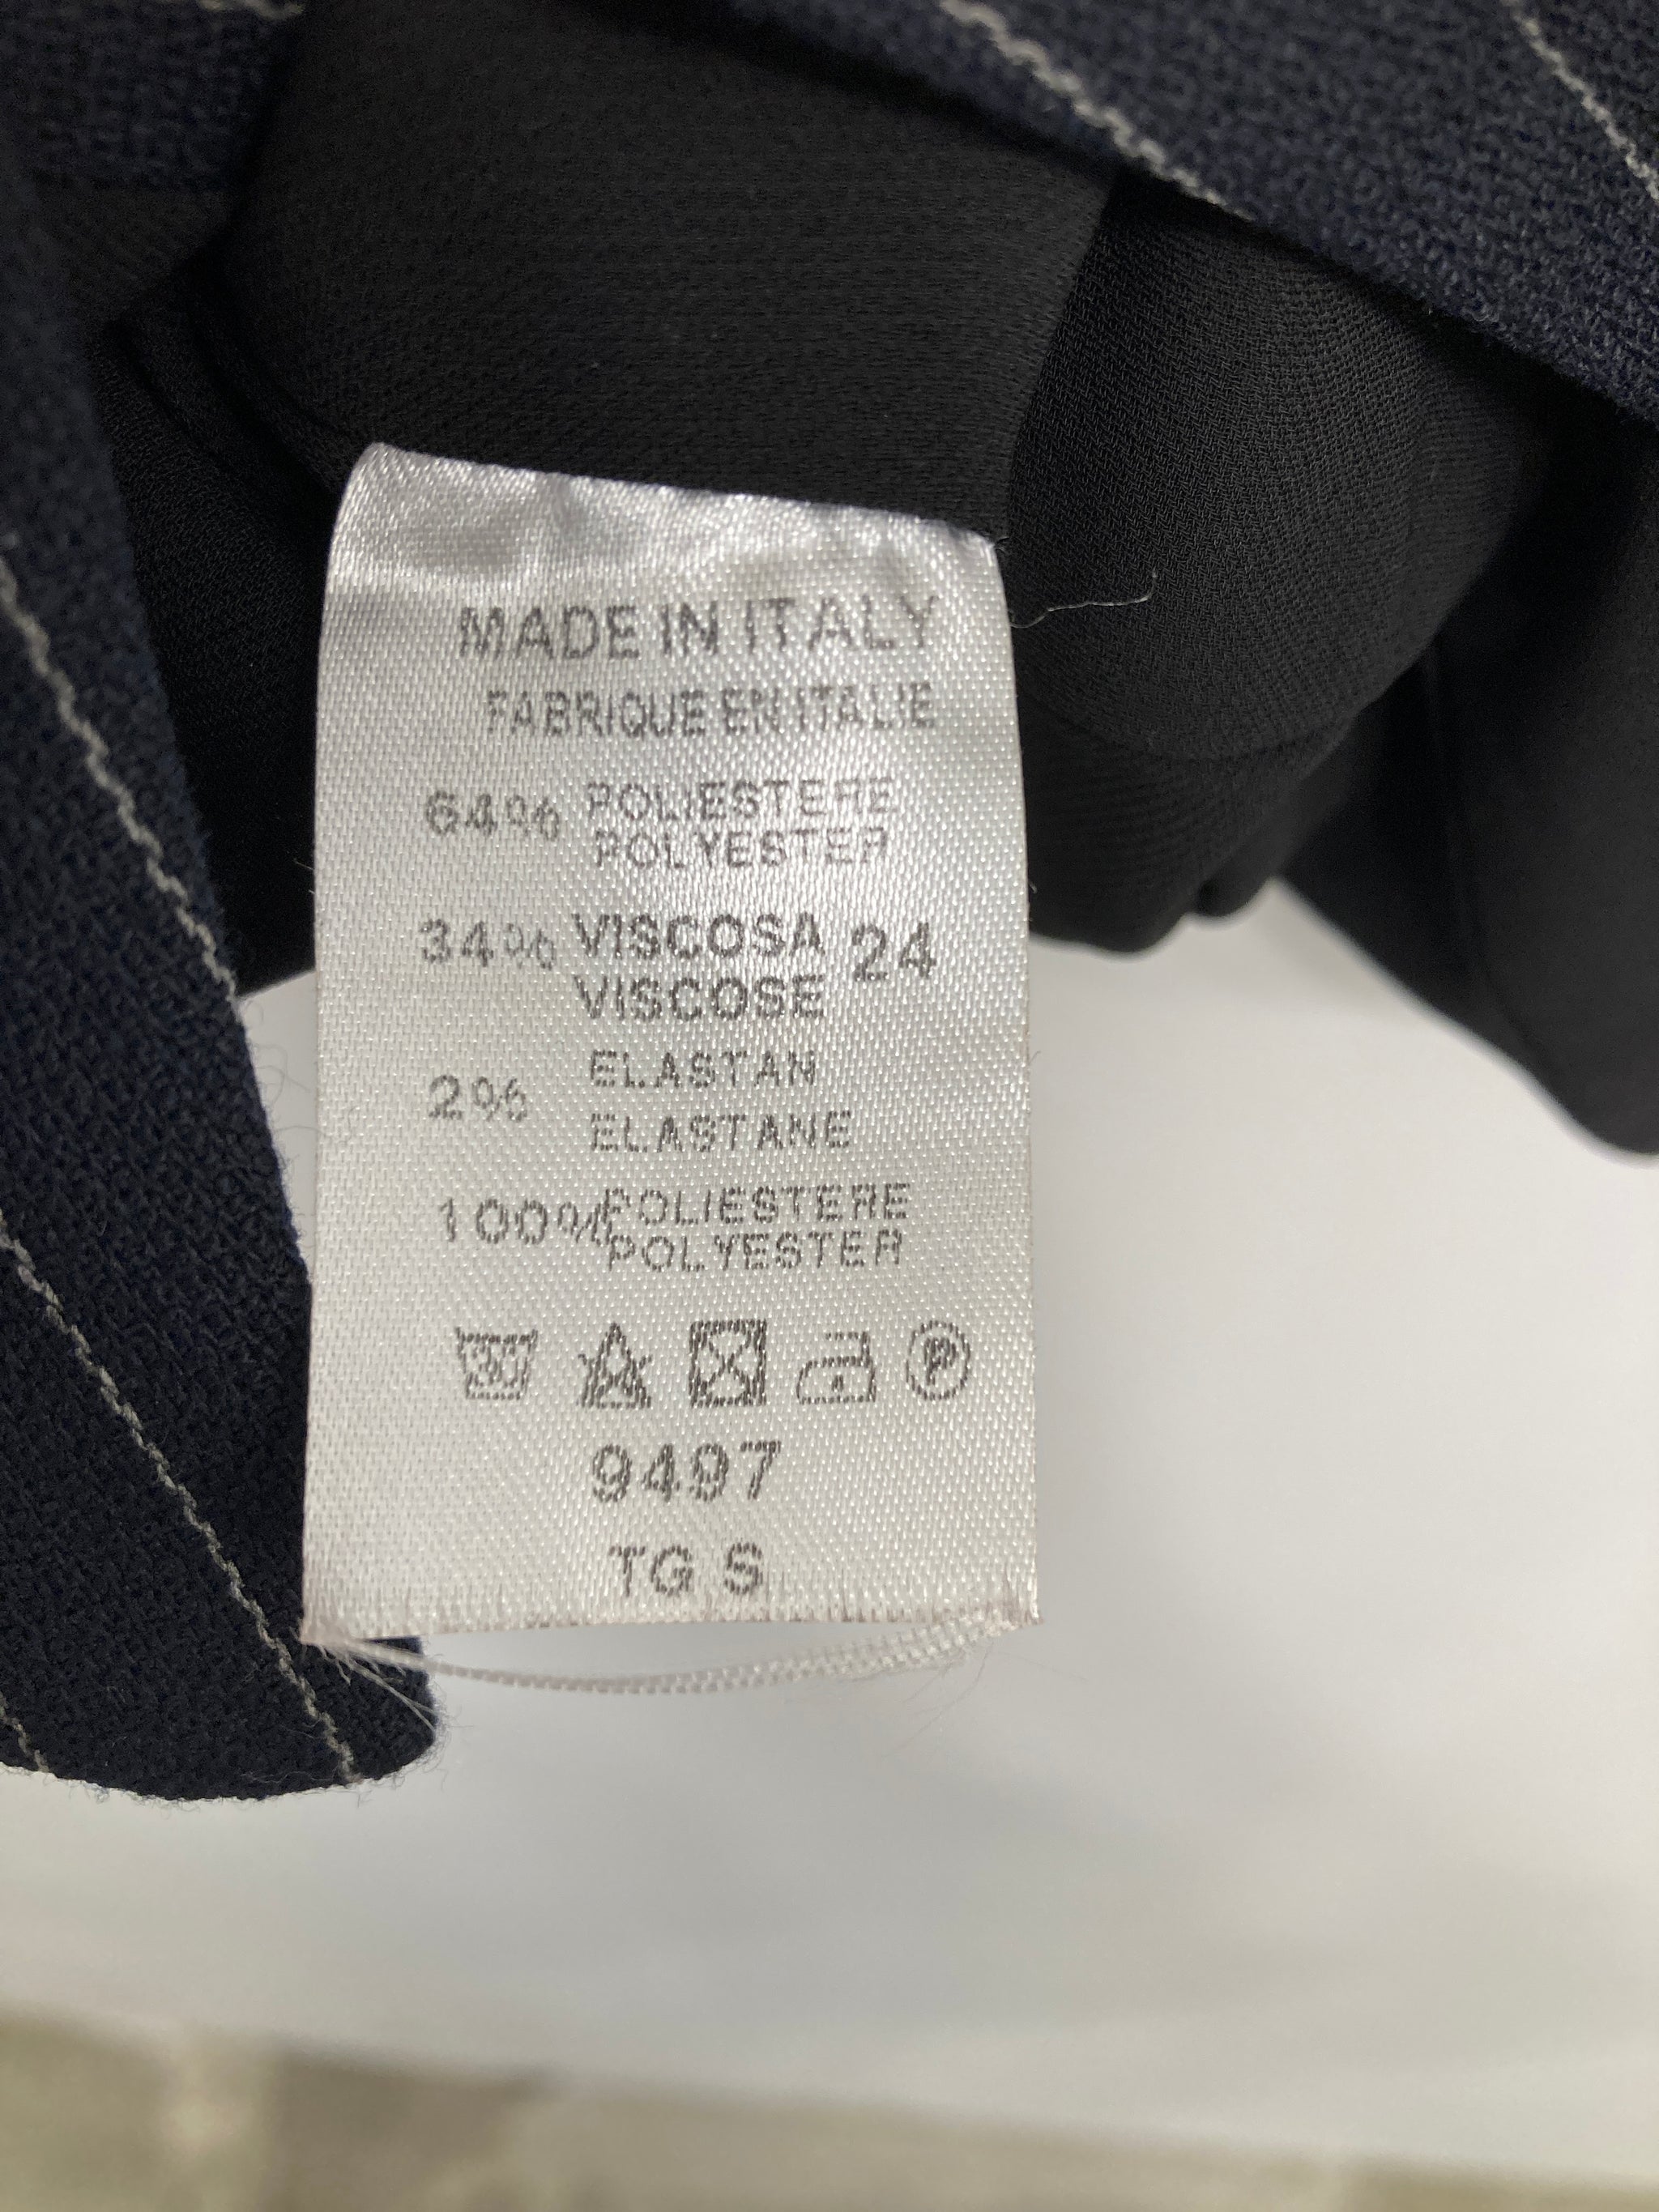 MADE IN ITALY
FABRIQUE EN ITALIE
64% POLIESTERE
POLYESTER
34% VISCOSA 24
VISCOSE
2% ELASTAN
ELASTANE
100% POLIESTERE
POLYESTER
30 P
9497
TG S